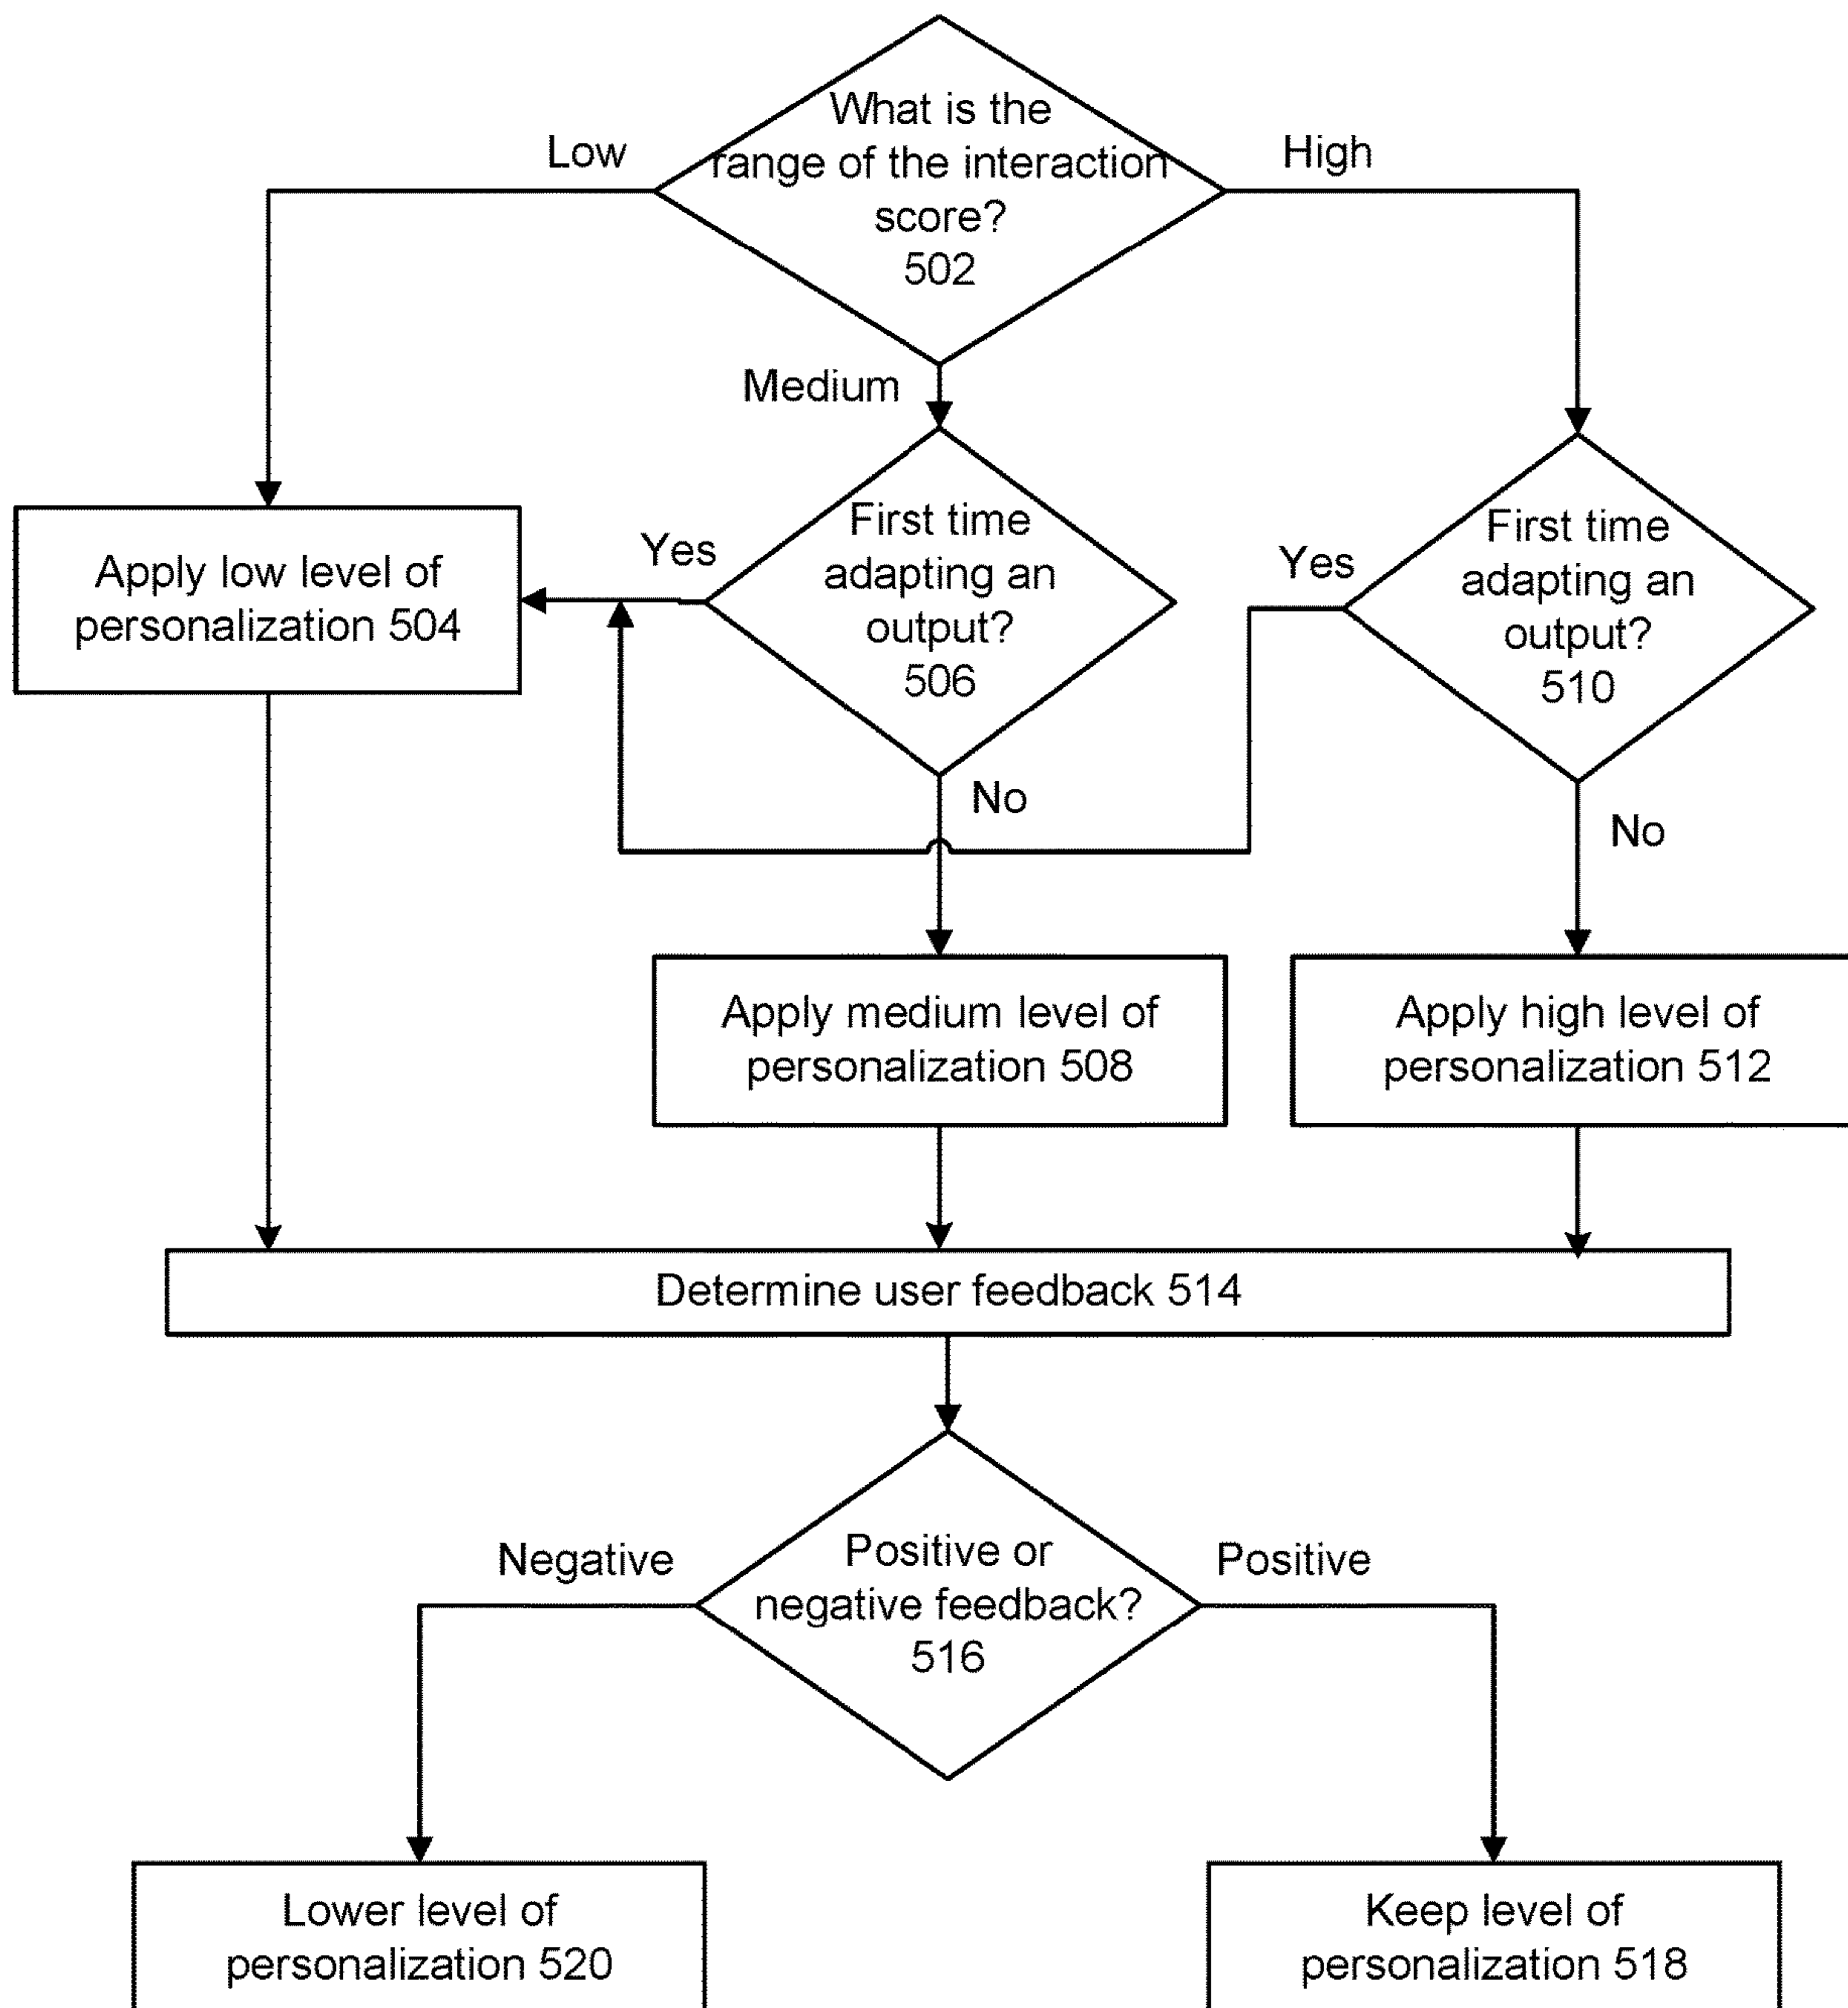 What is the
range of the interaction
score?
502
Low
High
Medium
Apply low level of
personalization 504
Yes
First time
adapting an
output?
506
No
Yes
First time
adapting an
output?
510
No
Apply medium level of
personalization 508
Apply high level of
personalization 512
Determine user feedback 514
Negative
Positive or
negative feedback?
516
Positive
Lower level of
personalization 520
Keep level of
personalization 518